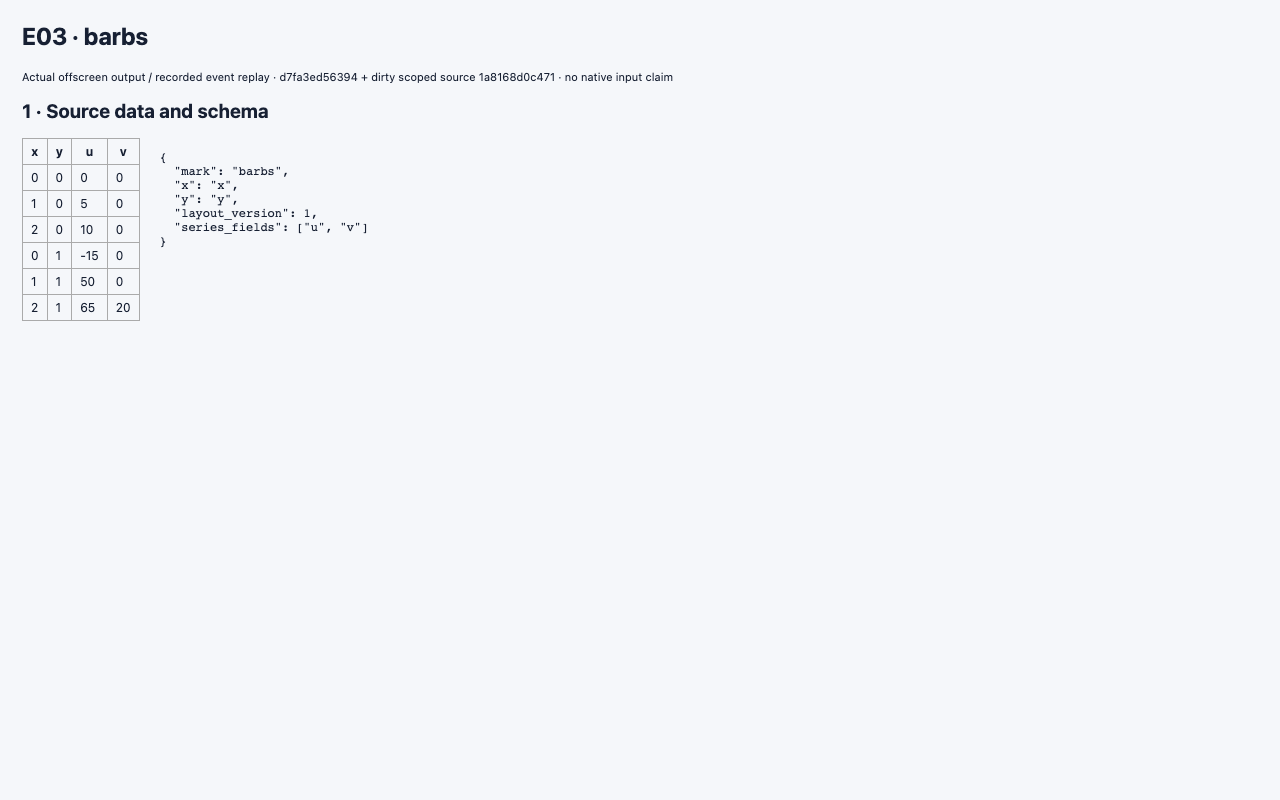 E03 · barbs
Actual offscreen output / recorded event replay · d7fa3ed56394 + dirty scoped source 1a8168d0c471 · no native input claim
1 · Source data and schema
x y u v
0 0 0 0
1 0 5 0
2 0 10 0
0 1 -15 0
1 1 50 0
2 1 65 20
{
  "mark": "barbs",
  "x": "x",
  "y": "y",
  "layout_version": 1,
  "series_fields": ["u", "v"]
}